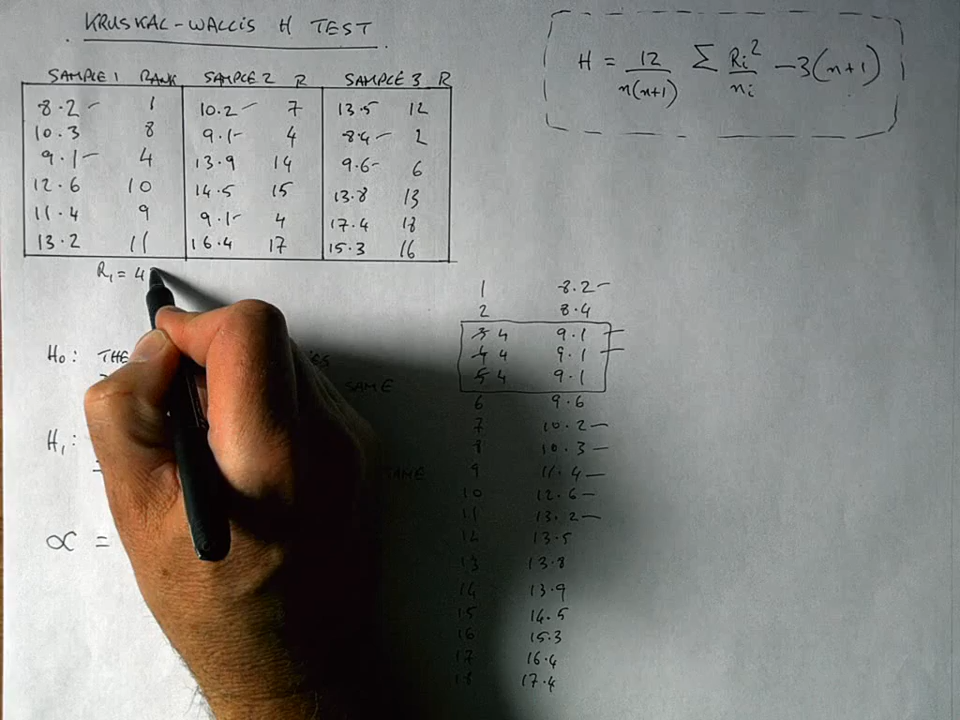 KRUSKAL-WALLIS H TEST
H = 12/n(n+1) Σ Ri²/ni - 3(n+1)
SAMPLE 1 RANK SAMPLE 2 R SAMPLE 3 R
8.2 - 1 10.2 - 7 13.5 12
10.3 8 9.1- 4 8.4 - 2
9.1 - 4 13.9 14 9.6- 6
12.6 10 14.5 15 13.8 13
11.4 9 9.1- 4 17.4 18
13.2 11 16.4 17 15.3 16
R1 = 4
1 8.2 -
2 8.4
3 4 9.1 -
4 4 9.1 -
5 4 9.1
6 9.6
7 10.2 -
8 10.3 -
9 11.4 -
10 12.6 -
11 13.2 -
12 13.5
13 13.8
14 13.9
15 14.5
16 15.3
17 16.4
18 17.4
H0: THE
SAME
H1:
SAME
∝ =